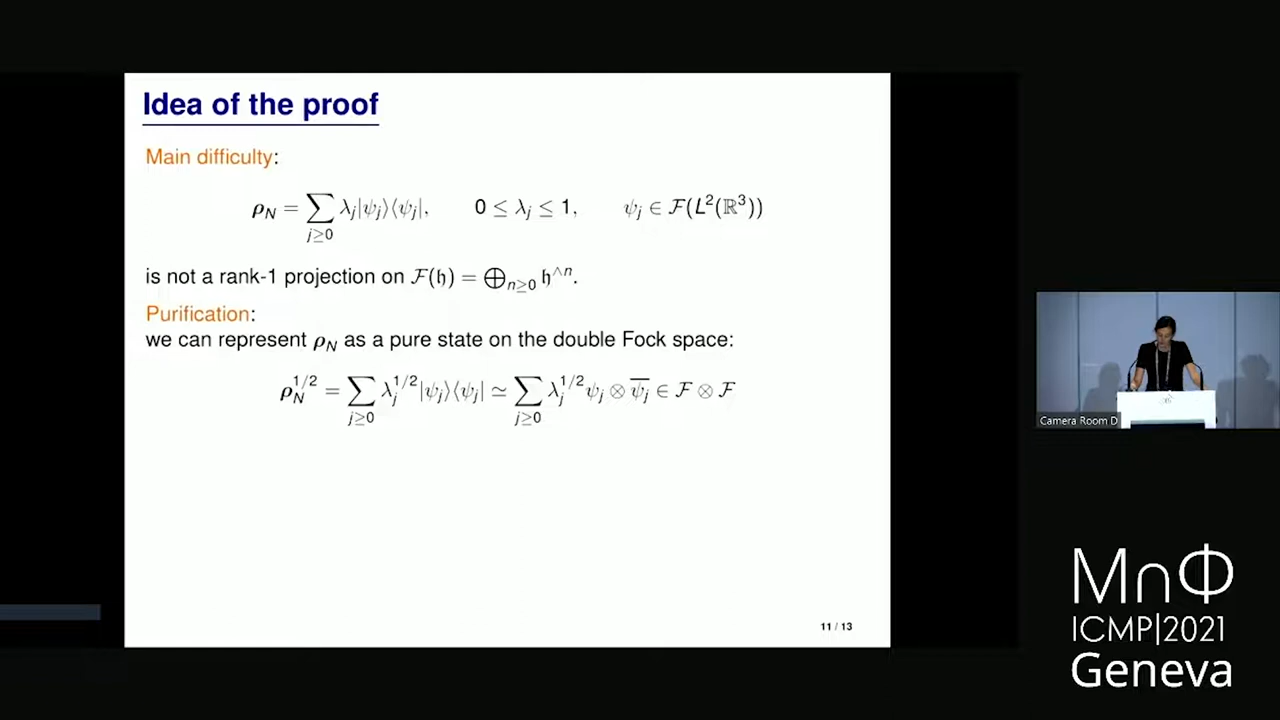 Idea of the proof
Main difficulty:
ρ_N = ∑_{j≥0} λ_j|ψ_j⟩⟨ψ_j|, 0 ≤ λ_j ≤ 1, ψ_j ∈ ℱ(L²(ℝ³))
is not a rank-1 projection on ℱ(𝔥) = ⨁_{n≥0} 𝔥^{∧n}.
Purification:
we can represent ρ_N as a pure state on the double Fock space:
ρ_N^{1/2} = ∑_{j≥0} λ_j^{1/2}|ψ_j⟩⟨ψ_j| ≃ ∑_{j≥0} λ_j^{1/2} ψ_j ⊗ \overline{ψ_j} ∈ ℱ ⊗ ℱ
11 / 13
Camera Room D
M∩Φ
ICMP|2021
Geneva